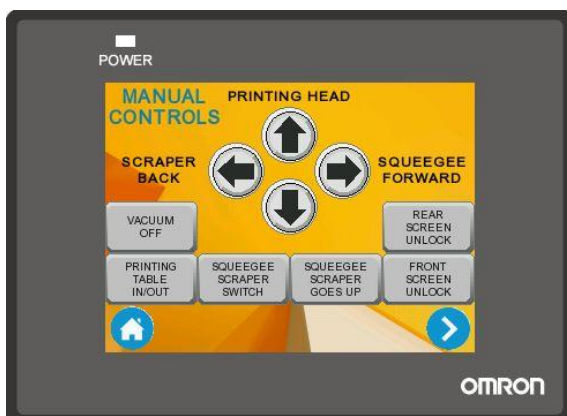 POWER
MANUAL
CONTROLS
PRINTING HEAD
SCRAPER
BACK
SQUEEGEE
FORWARD
VACUUM
OFF
REAR
SCREEN
UNLOCK
PRINTING
TABLE
IN/OUT
SQUEEGEE
SCRAPER
SWITCH
SQUEEGEE
SCRAPER
GOES UP
FRONT
SCREEN
UNLOCK
OMRON